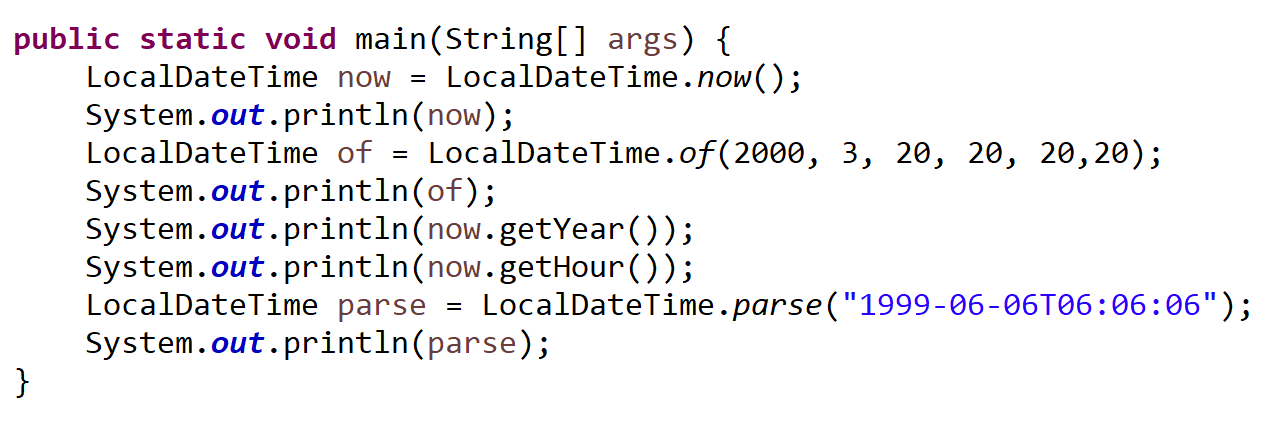 public static void main(String[] args) {
    LocalDateTime now = LocalDateTime.now();
    System.out.println(now);
    LocalDateTime of = LocalDateTime.of(2000, 3, 20, 20, 20,20);
    System.out.println(of);
    System.out.println(now.getYear());
    System.out.println(now.getHour());
    LocalDateTime parse = LocalDateTime.parse("1999-06-06T06:06:06");
    System.out.println(parse);
}